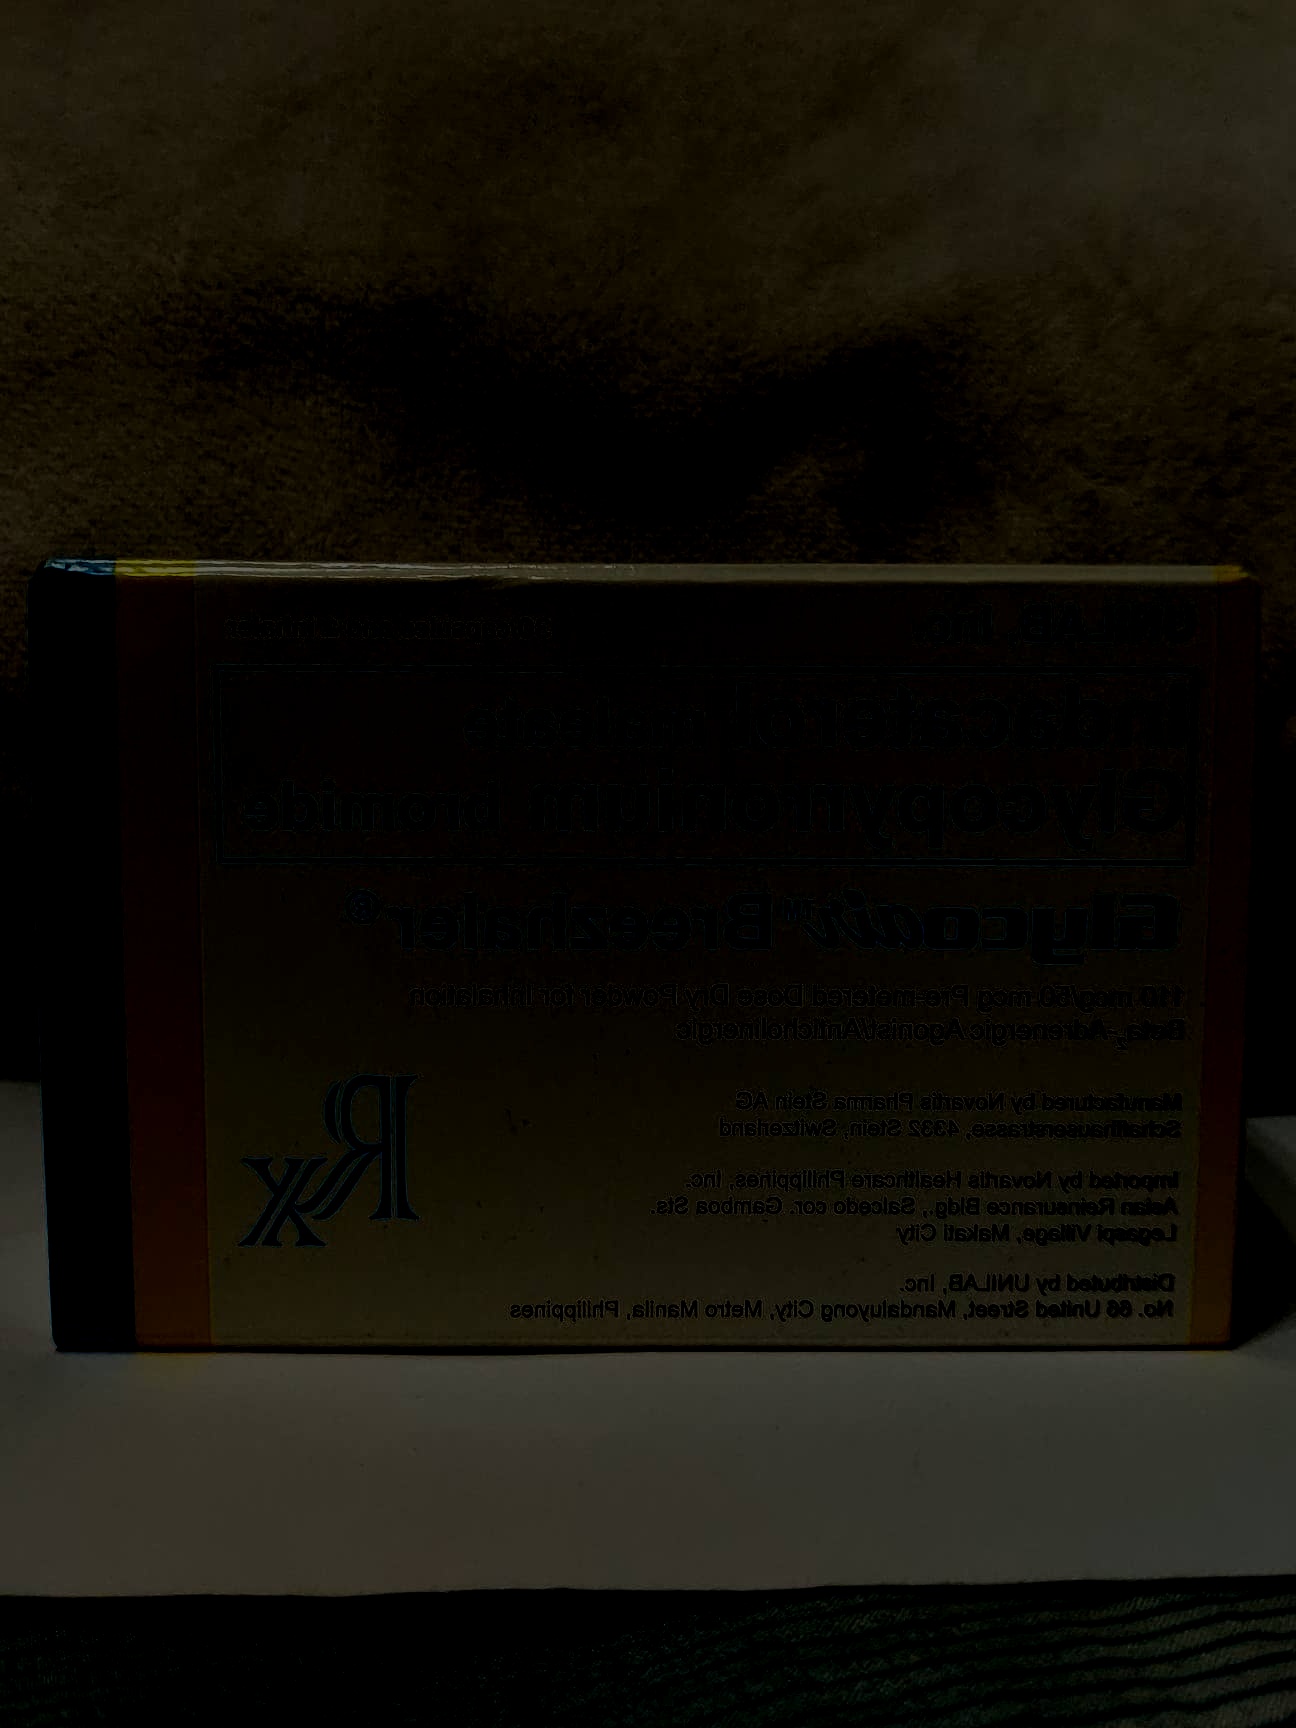 UNILAB, Inc.
Indacaterol maleate
Glycopyrronium bromide
Glycoair™ Breezhaler®
110 mcg/50 mcg Pre-metered Dose Dry Powder for Inhalation
Beta₂-Adrenergic Agonist/Anticholinergic
Rx
Manufactured by Novartis Pharma Stein AG
Schaffhauserstrasse, 4332 Stein, Switzerland
Imported by Novartis Healthcare Philippines, Inc.
Asian Reinsurance Bldg., Salcedo cor. Gamboa Sts.
Legaspi Village, Makati City
Distributed by UNILAB, Inc.
No. 66 United Street, Mandaluyong City, Metro Manila, Philippines